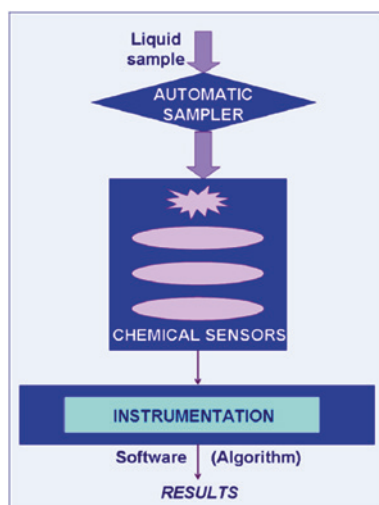 Liquid
sample
AUTOMATIC
SAMPLER
CHEMICAL SENSORS
INSTRUMENTATION
Software (Algorithm)
RESULTS